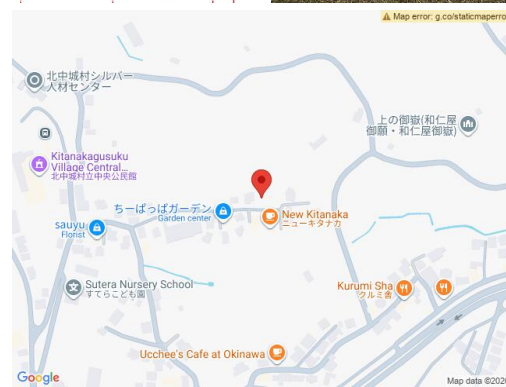 Map error: g.co/staticmaperro
北中城村シルバー
人材センター
上の御嶽(和仁屋
御願・和仁屋御嶽)
Kitanakagusuku
Village Central...
北中城村立中央公民館
ちーぱっぱガーデン
Garden center
New Kitanaka
ニューキタナカ
sauyu
Florist
Sutera Nursery School
すてらこども園
Kurumi Sha
クルミ舎
Ucchee's Cafe at Okinawa
Google
Map data ©2026